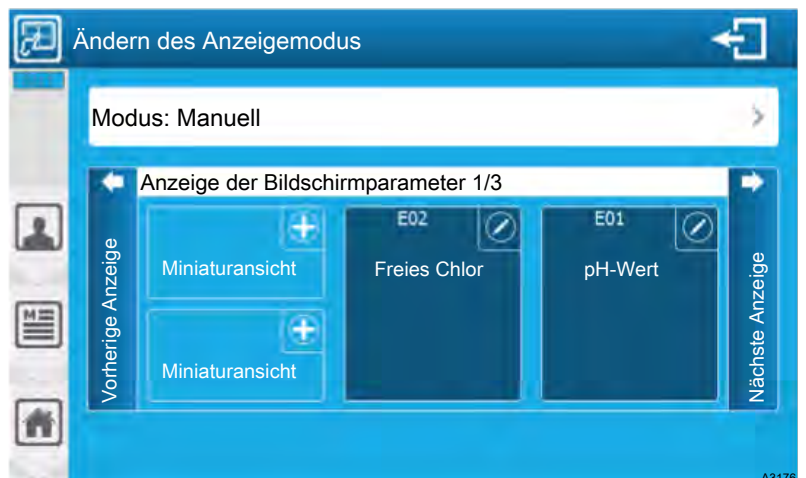 Ändern des Anzeigemodus
Modus: Manuell
Anzeige der Bildschirmparameter 1/3
Vorherige Anzeige
Miniaturansicht
Miniaturansicht
E02
Freies Chlor
E01
pH-Wert
Nächste Anzeige
M
A3176